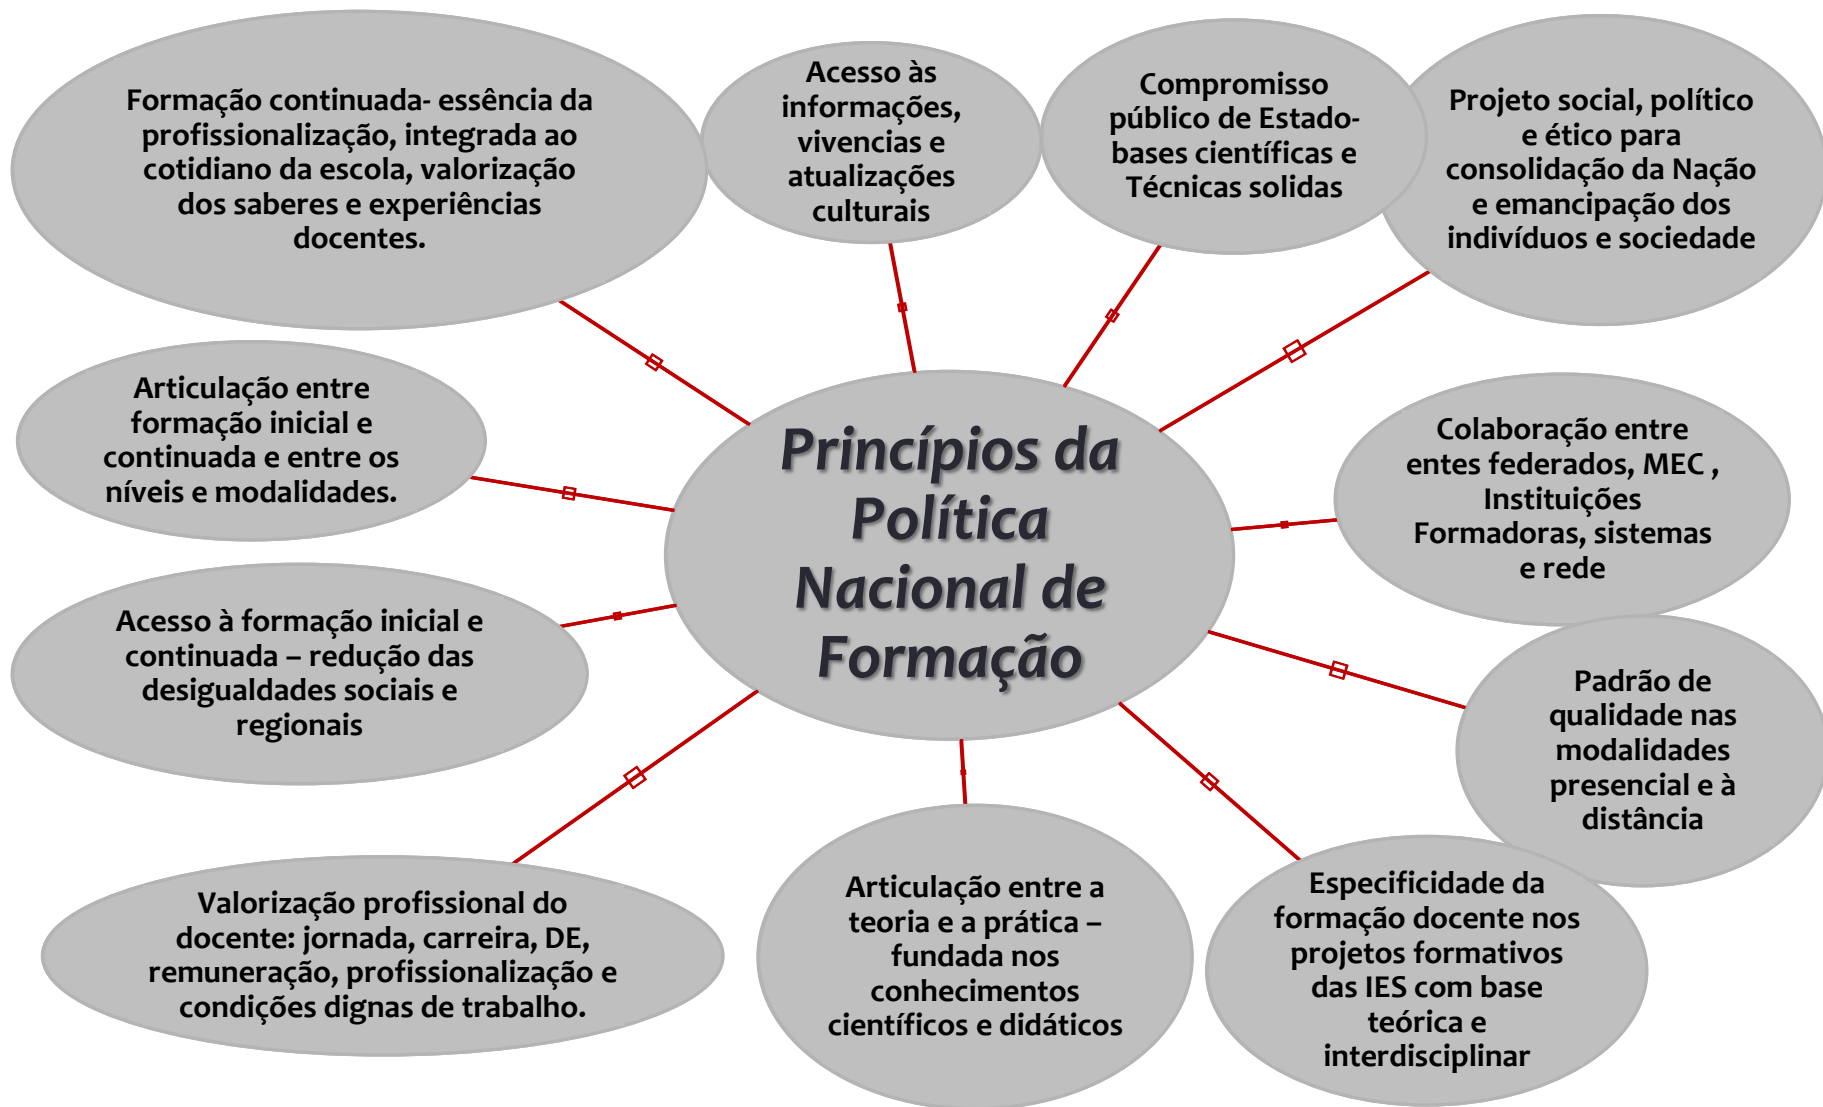 Formação continuada- essência da
profissionalização, integrada ao
cotidiano da escola, valorização
dos saberes e experiências
docentes.
Acesso às
informações,
vivencias e
atualizações
culturais
Compromisso
público de Estado-
bases científicas e
Técnicas solidas
Projeto social, político
e ético para
consolidação da Nação
e emancipação dos
indivíduos e sociedade
Articulação entre
formação inicial e
continuada e entre os
níveis e modalidades.
Princípios da
Política
Nacional de
Formação
Colaboração entre
entes federados, MEC ,
Instituições
Formadoras, sistemas
e rede
Acesso à formação inicial e
continuada – redução das
desigualdades sociais e
regionais
Padrão de
qualidade nas
modalidades
presencial e à
distância
Valorização profissional do
docente: jornada, carreira, DE,
remuneração, profissionalização e
condições dignas de trabalho.
Articulação entre a
teoria e a prática –
fundada nos
conhecimentos
científicos e didáticos
Especificidade da
formação docente nos
projetos formativos
das IES com base
teórica e
interdisciplinar